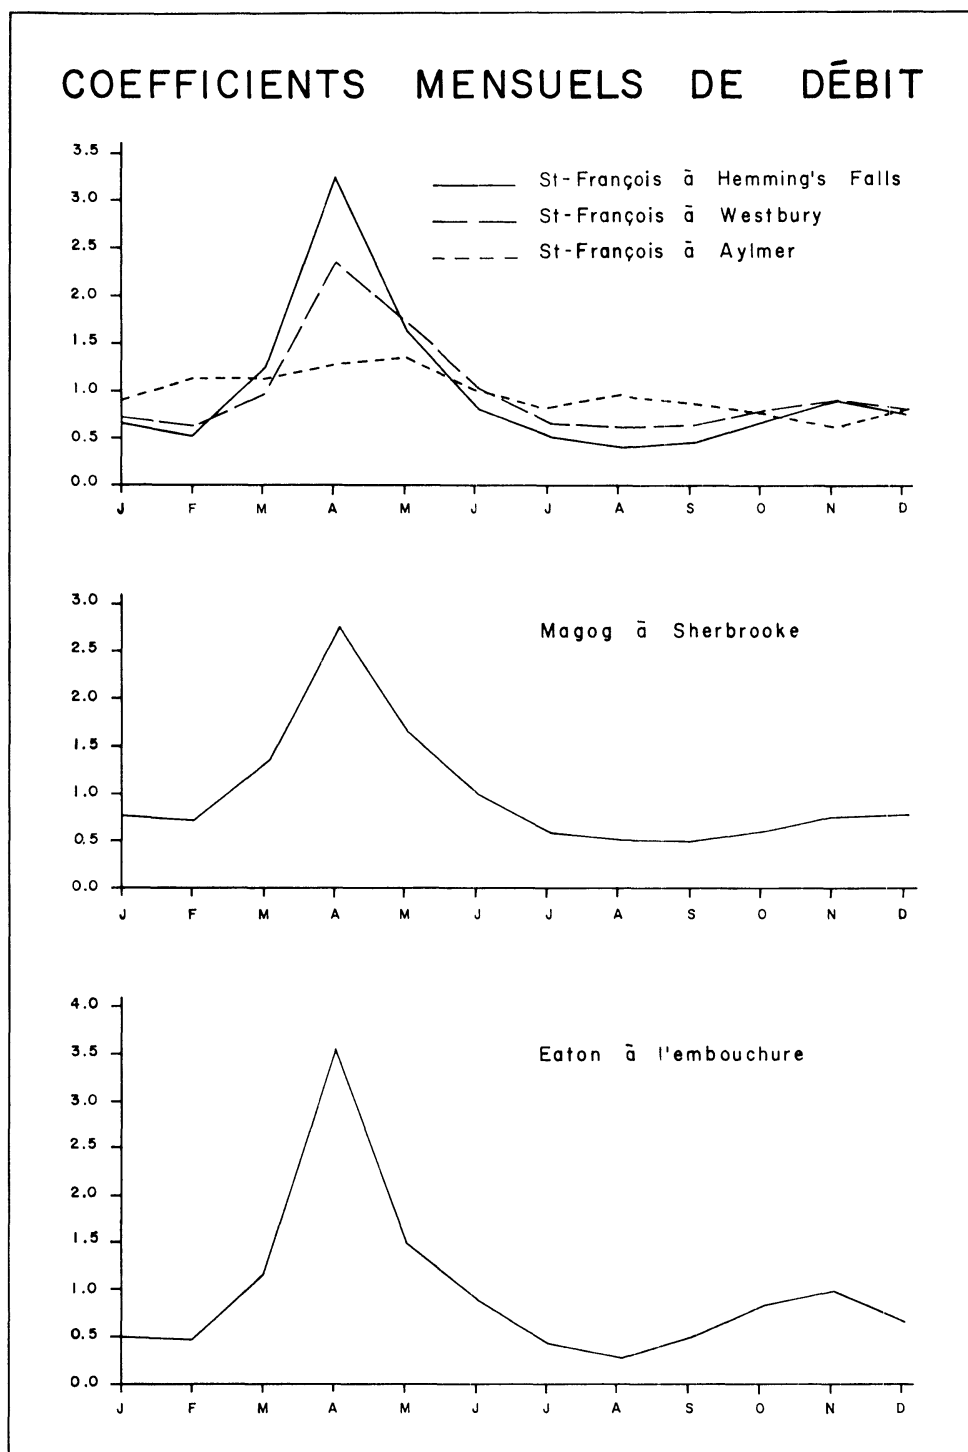 COEFFICIENTS MENSUELS DE DÉBIT
3.5
3.0
2.5
2.0
1.5
1.0
0.5
0.0
St-François à Hemming's Falls
St-François à Westbury
St-François à Aylmer
J F M A M J J A S O N D
3.0
2.5
2.0
1.5
1.0
0.5
0.0
Magog à Sherbrooke
J F M A M J J A S O N D
4.0
3.5
3.0
2.5
2.0
1.5
1.0
0.5
0.0
Eaton à l'embouchure
J F M A M J J A S O N D